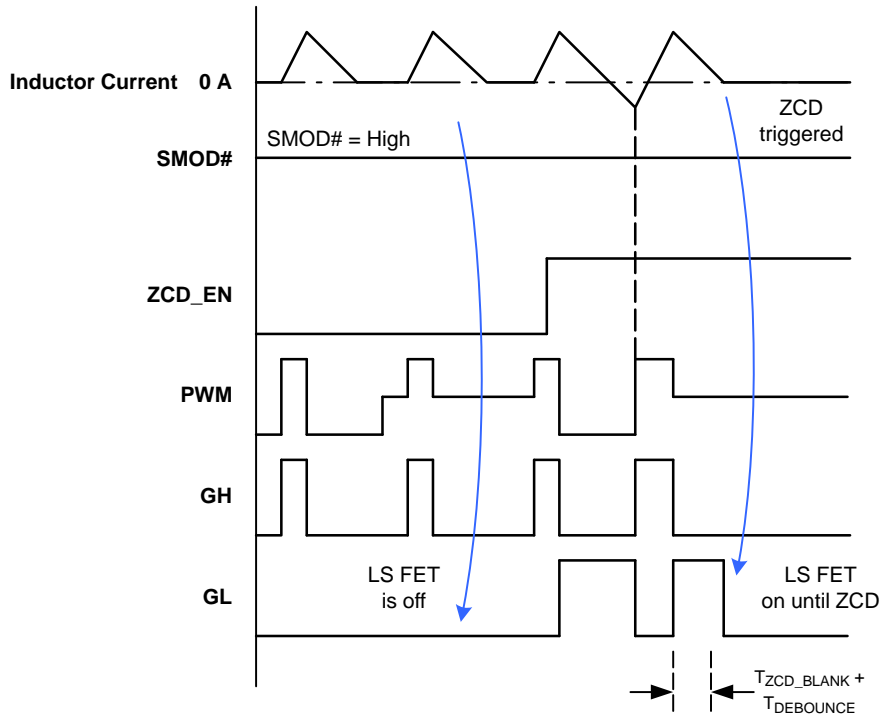 Inductor Current 0 A
ZCD
triggered
SMOD# = High
SMOD#
ZCD_EN
PWM
GH
GL
LS FET
is off
LS FET
on until ZCD
TZCD_BLANK +
TDEBOUNCE